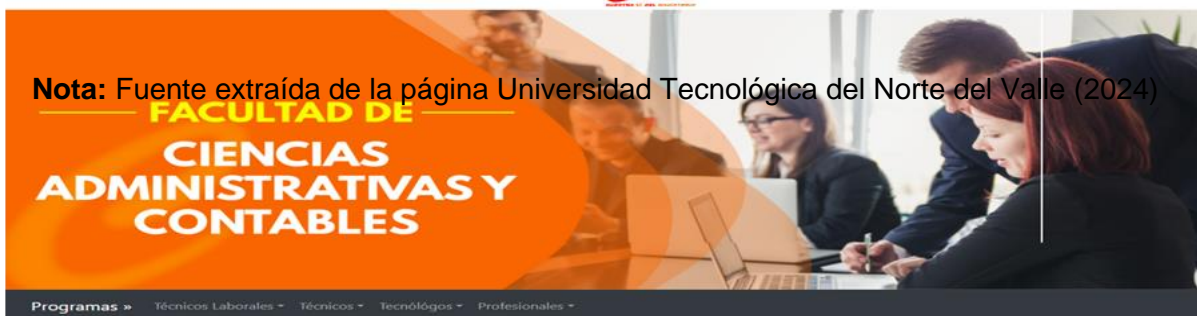 Nota: Fuente extraída de la página Universidad Tecnológica del Norte del Valle (2024)
FACULTAD DE
CIENCIAS
ADMINISTRATIVAS Y
CONTABLES
Programas » Técnicos Laborales Técnicos Tecnólógos Profesionales